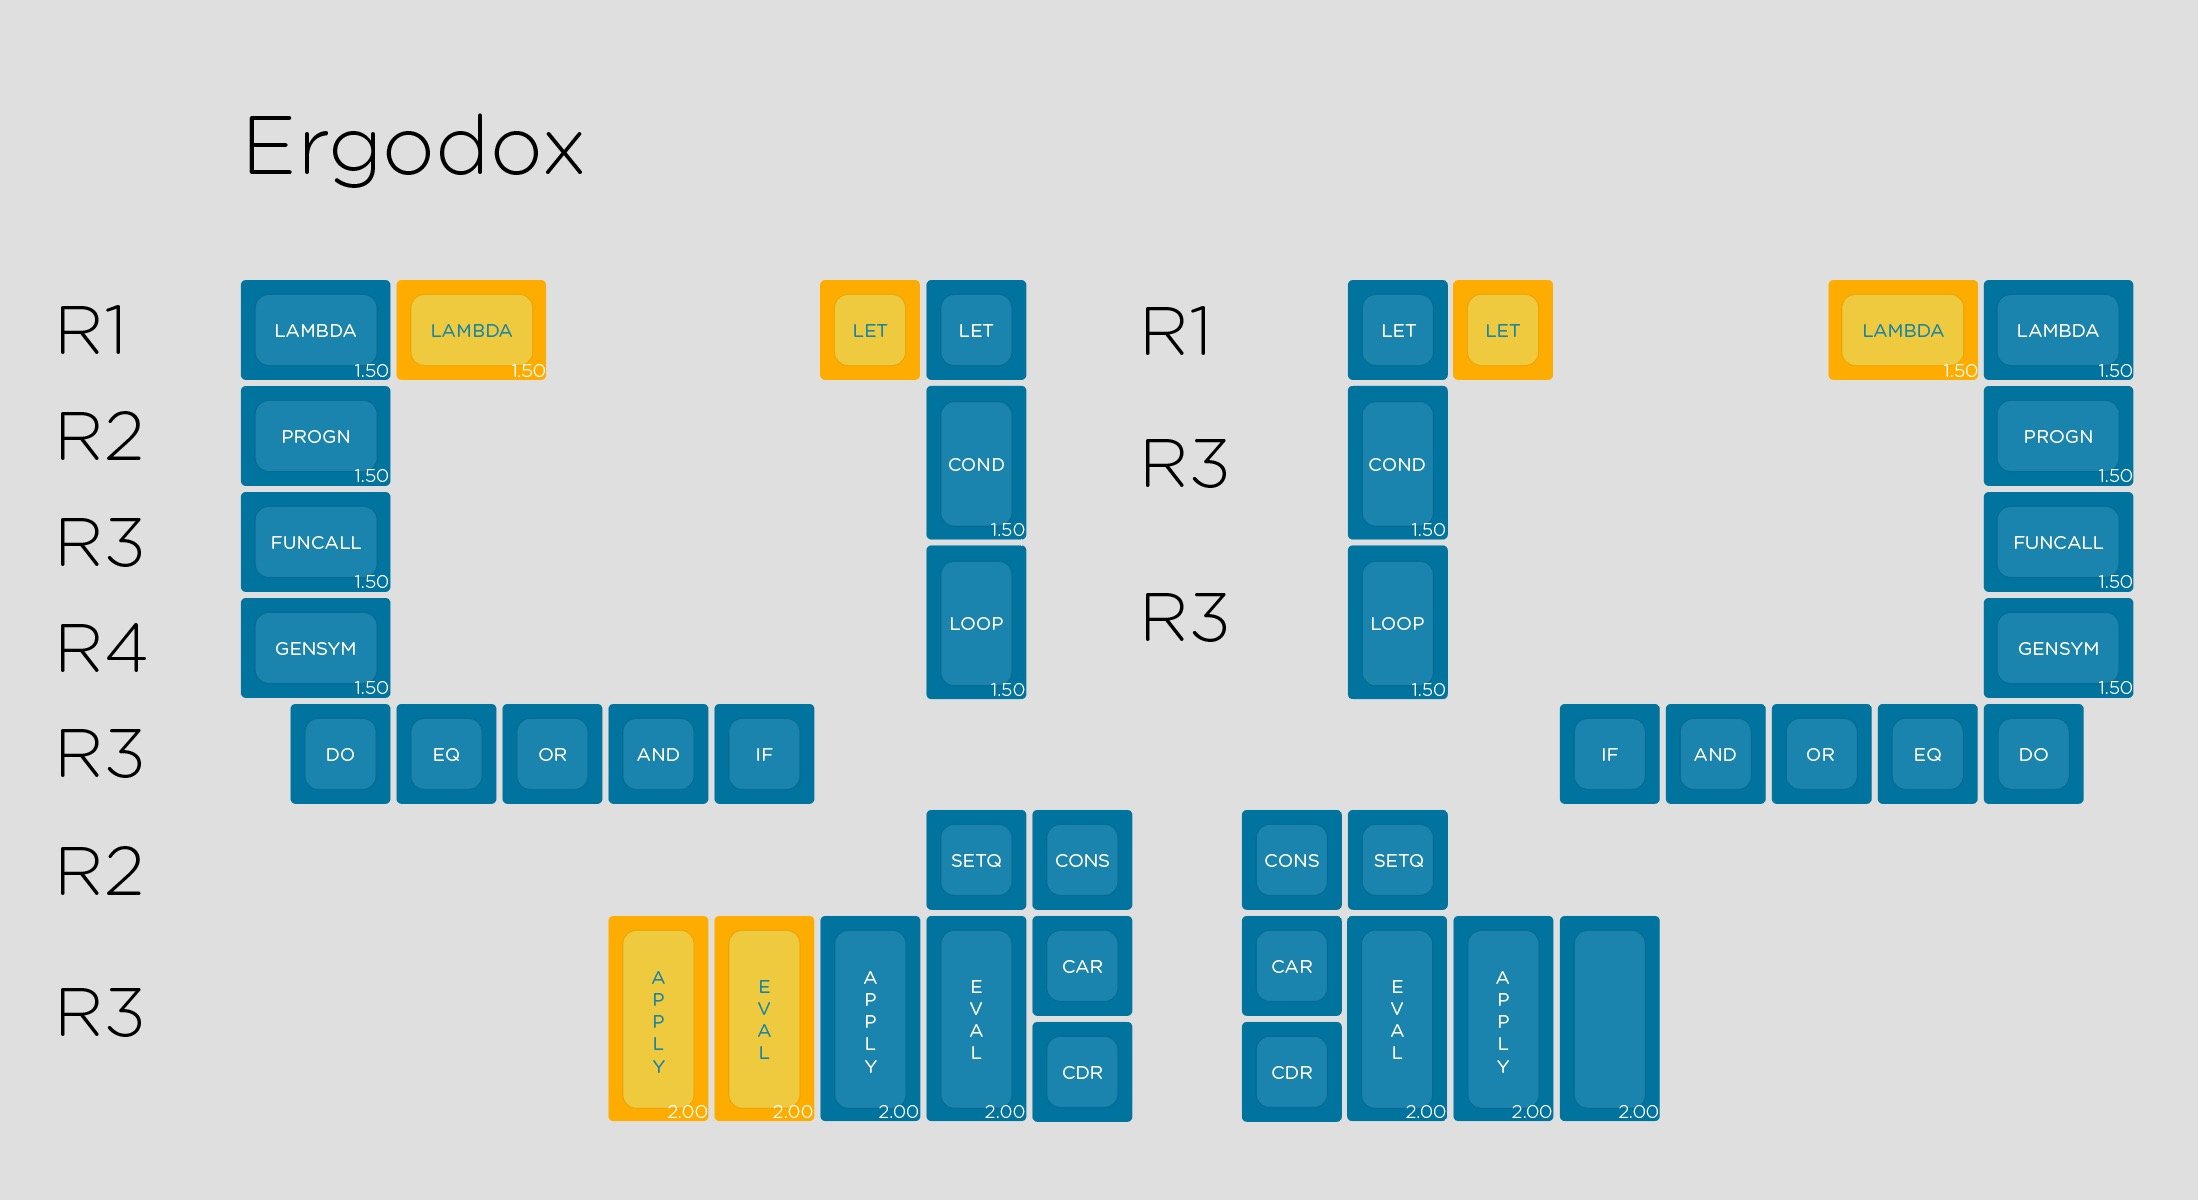 Ergodox
R1 LAMBDA LAMBDA LET LET R1 LET LET LAMBDA LAMBDA
1.50 1.50 1.50 1.50
R2 PROGN PROGN
1.50 1.50
COND R3 COND
1.50 1.50
R3 FUNCALL FUNCALL
1.50 1.50
LOOP R3 LOOP
R4 GENSYM GENSYM
1.50 1.50 1.50 1.50
R3 DO EQ OR AND IF IF AND OR EQ DO
R2 SETQ CONS CONS SETQ
CAR CAR
R3 APPLY EVAL APPLY EVAL EVAL APPLY
CDR CDR
2.00 2.00 2.00 2.00 2.00 2.00 2.00